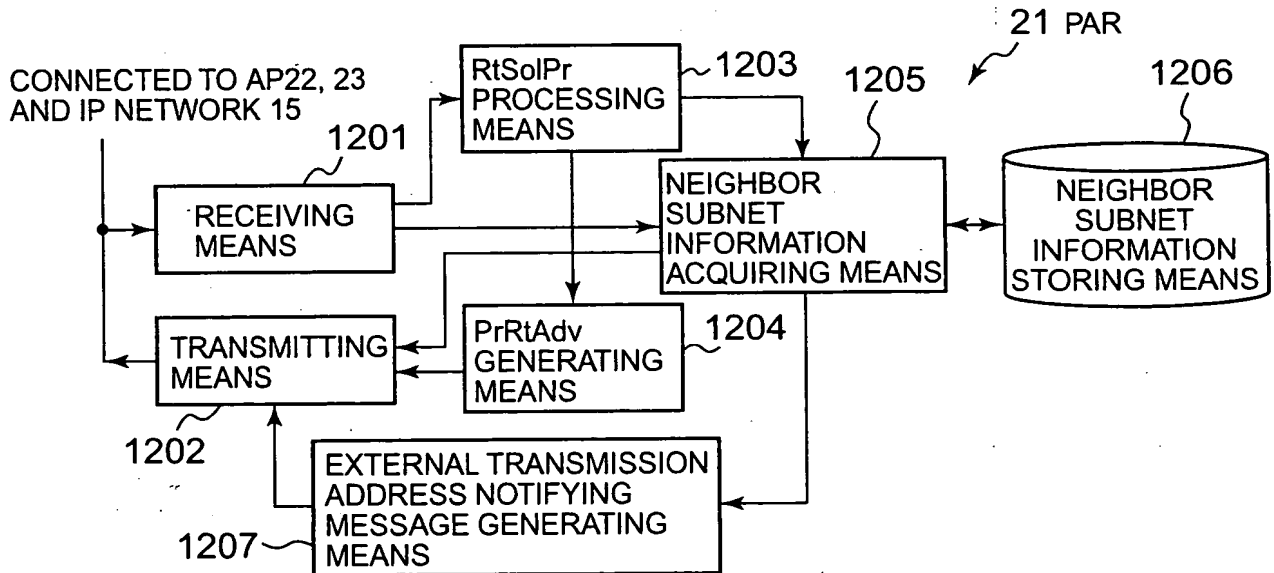 21 PAR
CONNECTED TO AP22, 23
AND IP NETWORK 15
RtSolPr
PROCESSING
MEANS
1203
1205
1206
1201
RECEIVING
MEANS
NEIGHBOR
SUBNET
INFORMATION
ACQUIRING MEANS
NEIGHBOR
SUBNET
INFORMATION
STORING MEANS
TRANSMITTING
MEANS
1202
PrRtAdv
GENERATING
MEANS
1204
EXTERNAL TRANSMISSION
ADDRESS NOTIFYING
MESSAGE GENERATING
MEANS
1207